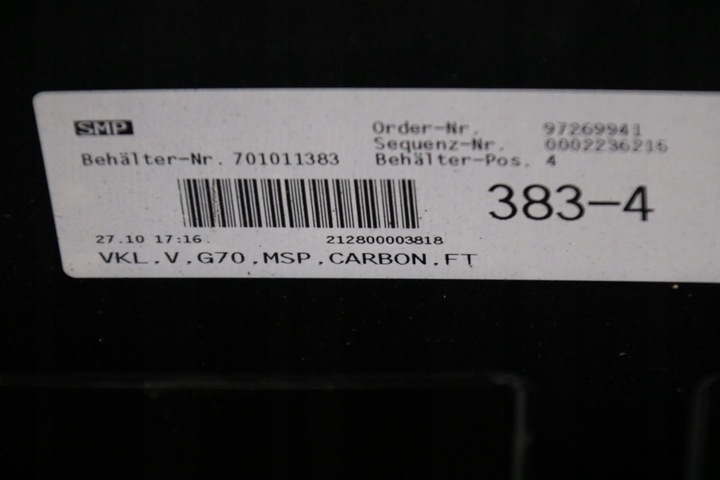 SMP
Order-Nr. 97269941
Sequenz-Nr. 0002236216
Behälter-Nr. 701011383 Behälter-Pos. 4
383-4
27.10 17:16. 212800003818
VKL.V.G70.MSP.CARBON.FT